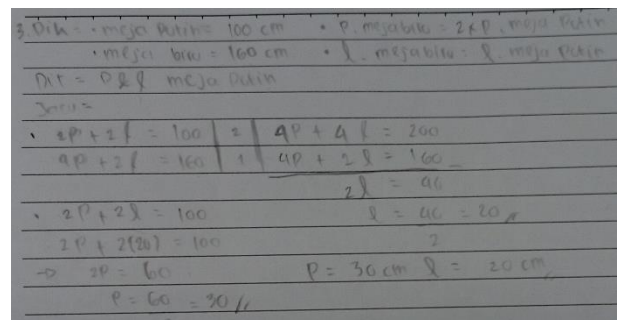 3. Dik = • meja Putih = 100 cm • P. meja biru = 2 x P. meja Putih
• meja biru = 160 cm • l. meja biru = l. meja Putih
Dit = P & l meja Putih
Jawab =
• 2P + 2l = 100 | 2 | 4P + 4l = 200
4P + 2l = 160 | 1 | 4P + 2l = 160 -
2l = 40
• 2P + 2l = 100 l = 40 = 20 //
2P + 2(20) = 100 2
→ 2P = 60 P = 30 cm l = 20 cm //
P = 60 = 30 //